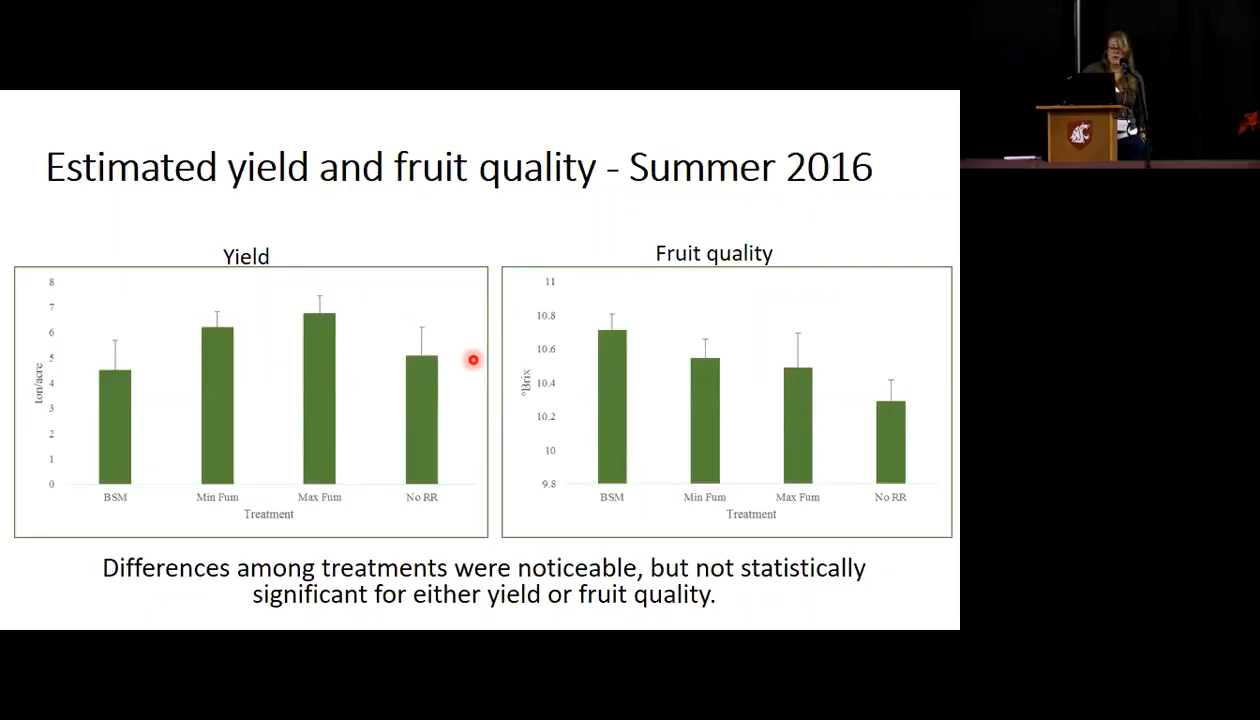 Estimated yield and fruit quality - Summer 2016
Yield
8
7
6
5
4
3
2
1
0
ton/acre
BSM Min Fum Max Fum No RR
Treatment
Fruit quality
11
10.8
10.6
10.4
10.2
10
9.8
°Brix
BSM Min Fum Max Fum No RR
Treatment
Differences among treatments were noticeable, but not statistically
significant for either yield or fruit quality.